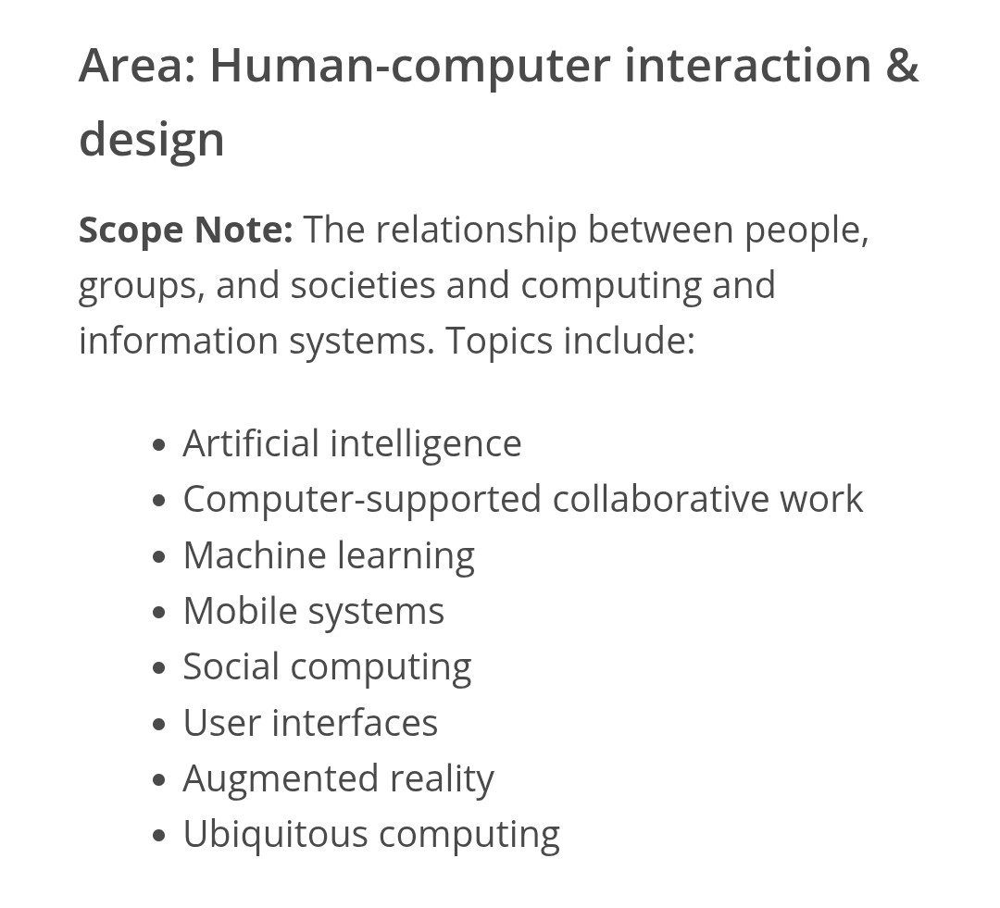 Area: Human-computer interaction &
design
Scope Note: The relationship between people,
groups, and societies and computing and
information systems. Topics include:
• Artificial intelligence
• Computer-supported collaborative work
• Machine learning
• Mobile systems
• Social computing
• User interfaces
• Augmented reality
• Ubiquitous computing